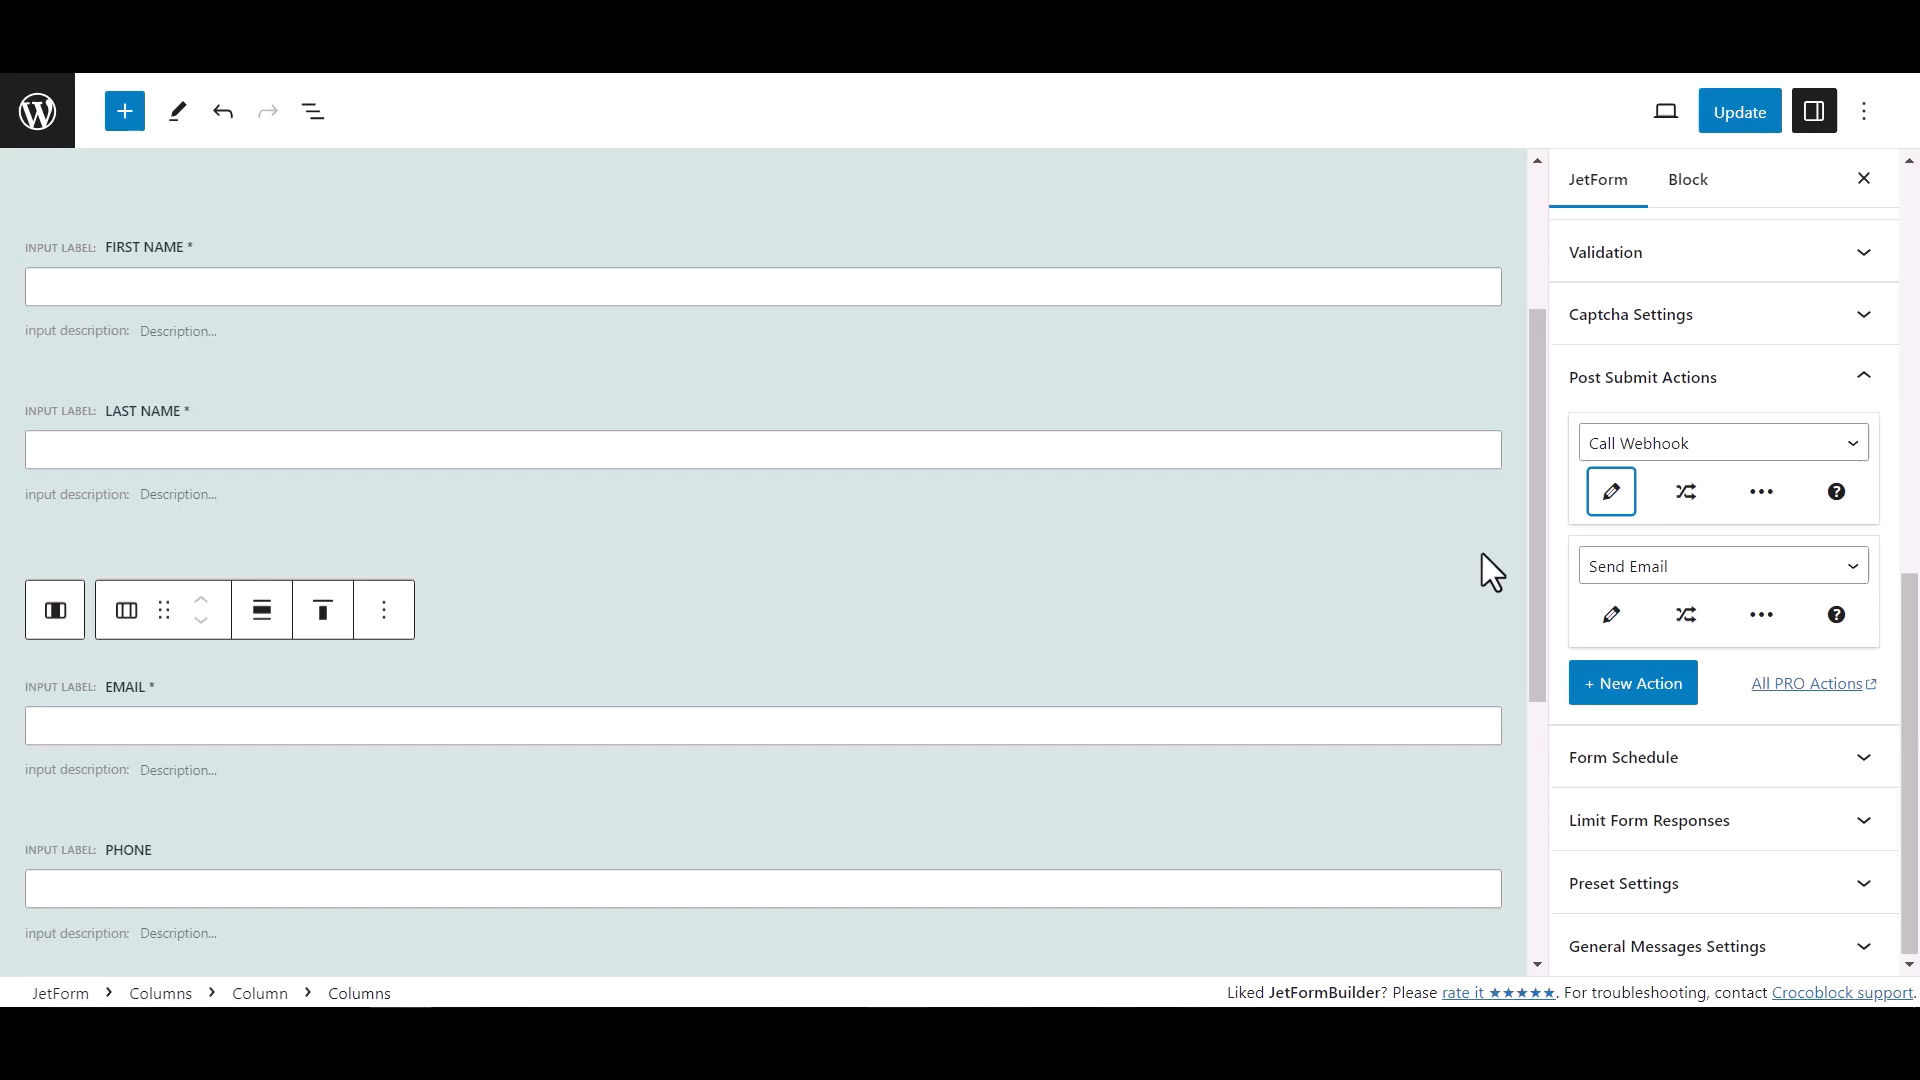 Update
JetForm Block
INPUT LABEL: FIRST NAME *
input description: Description...
INPUT LABEL: LAST NAME *
input description: Description...
INPUT LABEL: EMAIL *
input description: Description...
INPUT LABEL: PHONE
input description: Description...
Validation
Captcha Settings
Post Submit Actions
Call Webhook
Send Email
+ New Action All PRO Actions
Form Schedule
Limit Form Responses
Preset Settings
General Messages Settings
JetForm > Columns > Column > Columns
Liked JetFormBuilder? Please rate it ★★★★★. For troubleshooting, contact Crocoblock support.